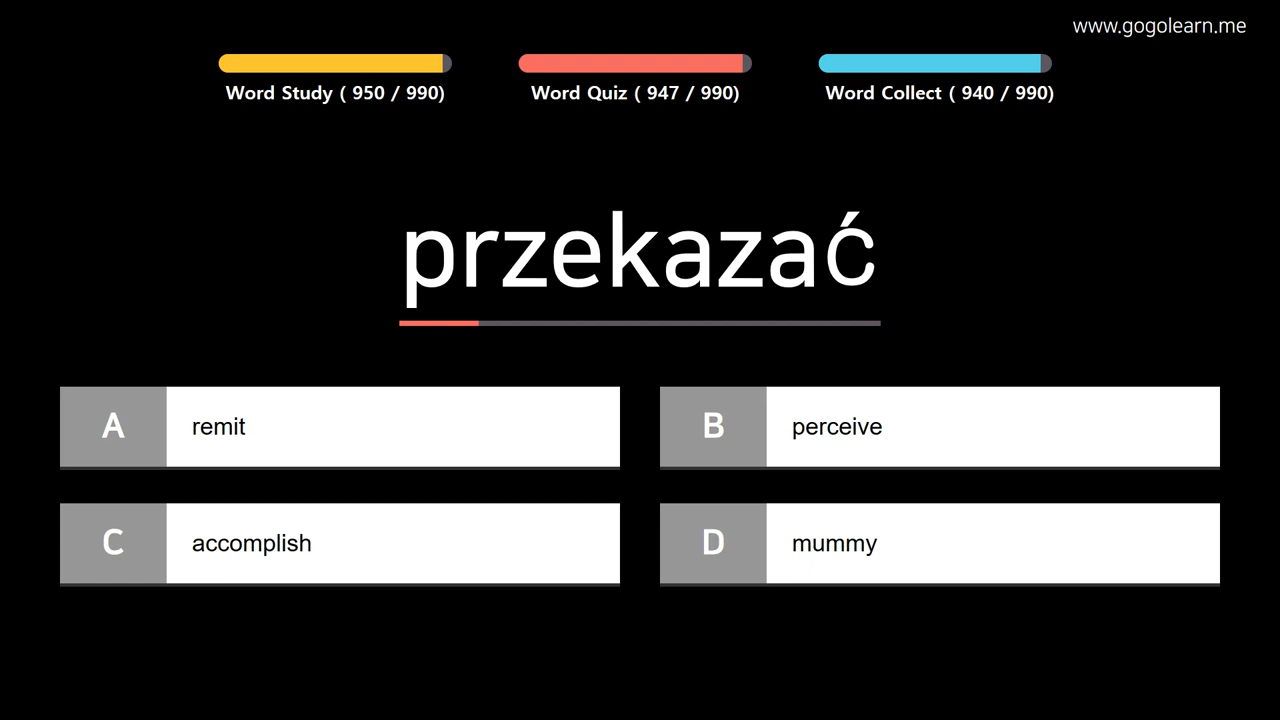 www.gogolearn.me
Word Study ( 950 / 990)
Word Quiz ( 947 / 990)
Word Collect ( 940 / 990)
przekazać
A remit
B perceive
C accomplish
D mummy